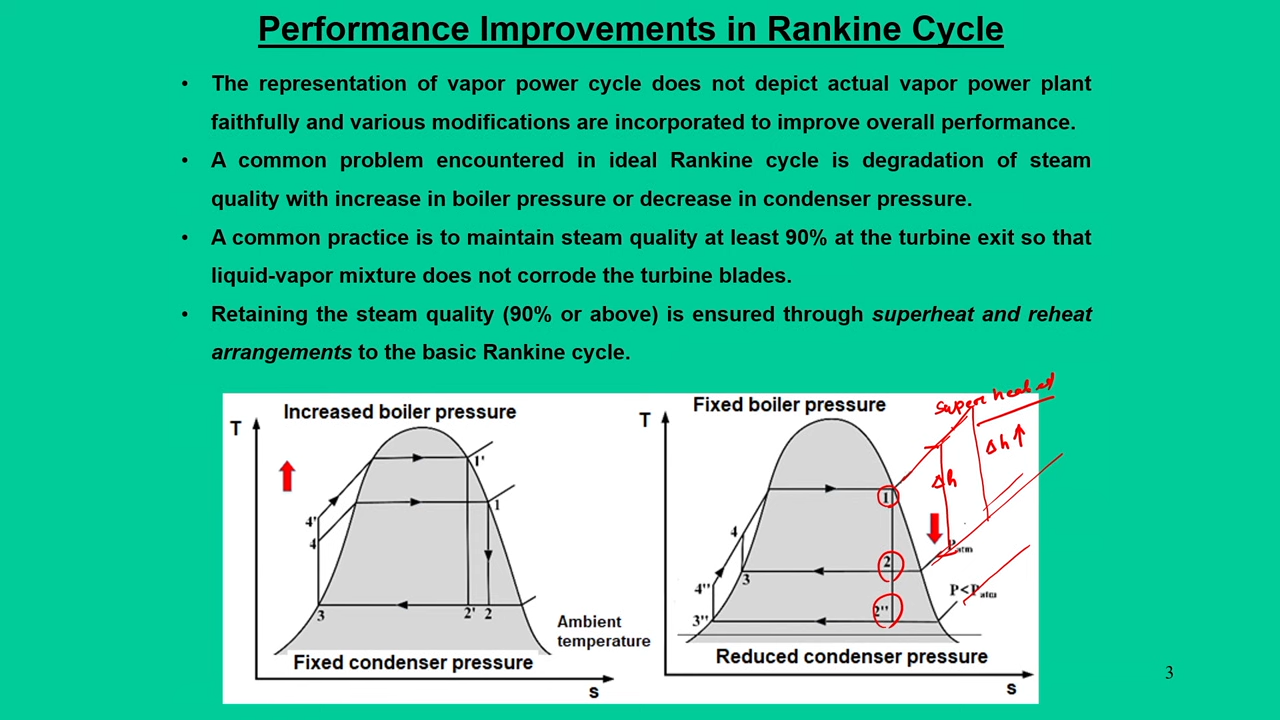 Performance Improvements in Rankine Cycle
• The representation of vapor power cycle does not depict actual vapor power plant
faithfully and various modifications are incorporated to improve overall performance.
• A common problem encountered in ideal Rankine cycle is degradation of steam
quality with increase in boiler pressure or decrease in condenser pressure.
• A common practice is to maintain steam quality at least 90% at the turbine exit so that
liquid-vapor mixture does not corrode the turbine blades.
• Retaining the steam quality (90% or above) is ensured through superheat and reheat
arrangements to the basic Rankine cycle.
T
Increased boiler pressure
1'
1
4'
4
3
2' 2
Ambient
temperature
Fixed condenser pressure
s
T
Fixed boiler pressure
superheated
Δh↑
Δh
1
4
2
Patm
3
4"
P<Patm
2"
3"
Reduced condenser pressure
s
3